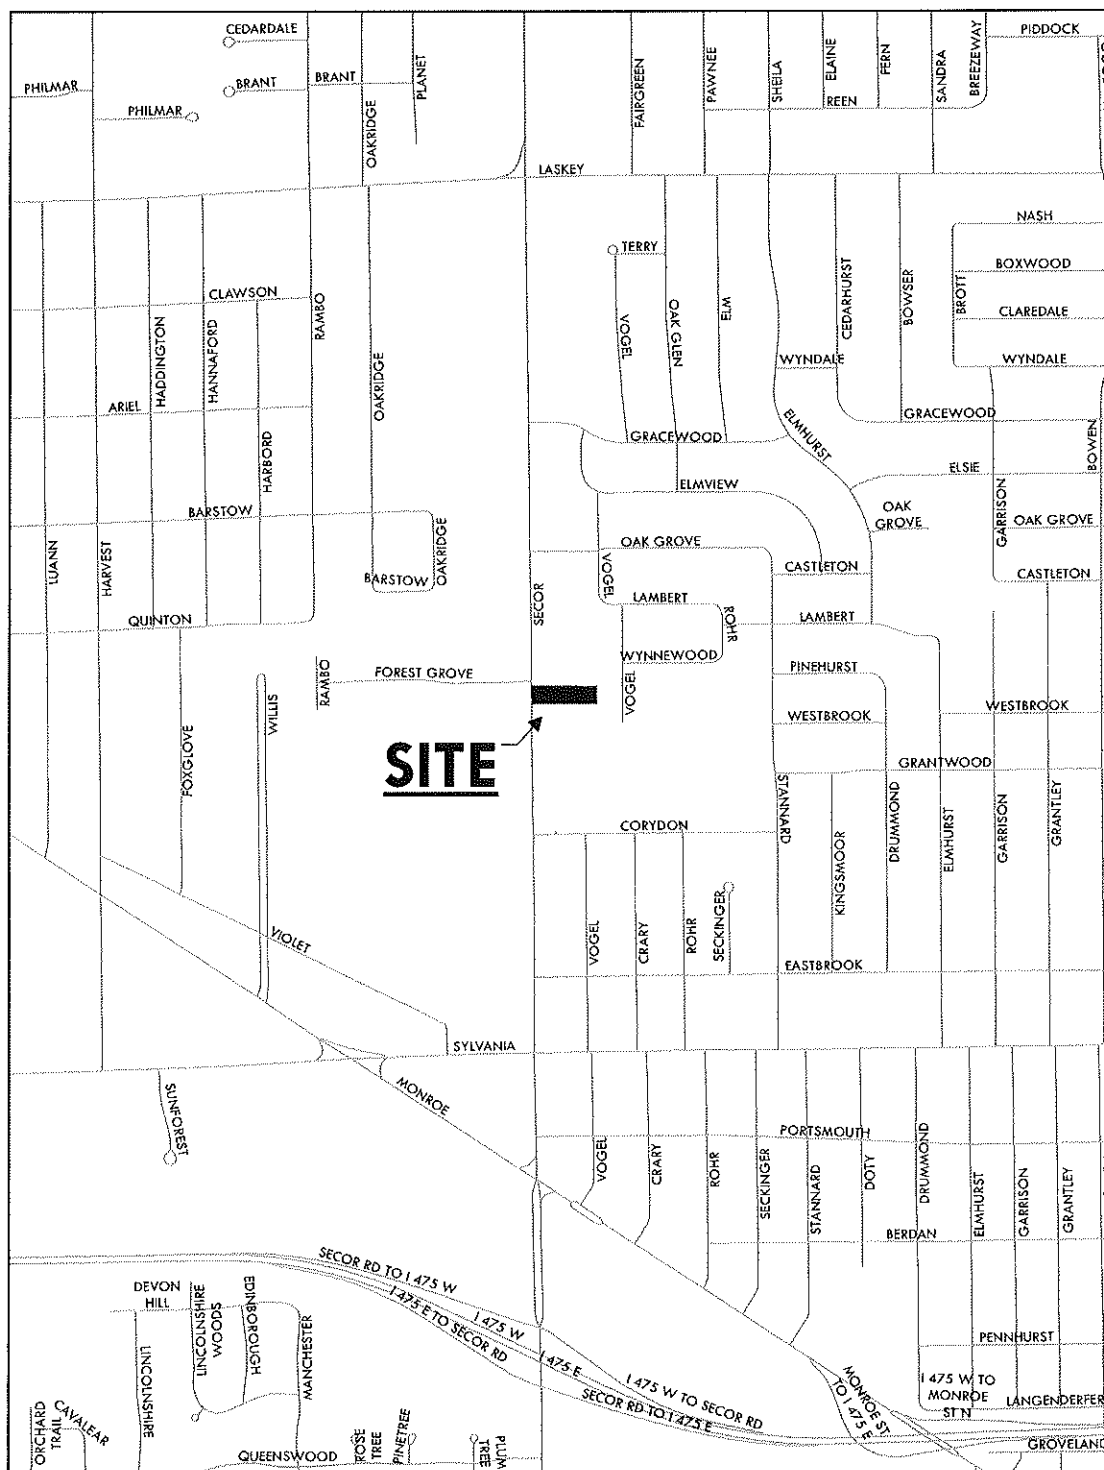 CEDARDALE
PIDDOCK
PHILMAR
BRANT
BRANT
PLANET
OAKRIDGE
FAIRGREEN
PAWNEE
SHEILA
ELAINE
FERN
SANDRA
BREEZEWAY
REEN
PHILMAR
LASKEY
NASH
TERRY
BOXWOOD
CLAWSON
RAMBO
HADDINGTON
HANNAFORD
OAKRIDGE
VOGEL
OAK GLEN
ELM
CEDARHURST
BOWSER
BROTT
CLAREDALE
WYNDALE
WYNDALE
ARIEL
HARBORD
GRACEWOOD
ELMHURST
GRACEWOOD
BOWEN
ELSIE
ELMVIEW
BARSTOW
OAK
GROVE
GARRISON
OAK GROVE
LUANN
HARVEST
OAKRIDGE
BARSTOW
SECOR
OAK GROVE
VOGEL
CASTLETON
CASTLETON
LAMBERT
ROHR
LAMBERT
QUINTON
WYNNEWOOD
PINEHURST
RAMBO
FOREST GROVE
VOGEL
WILLIS
FOXGLOVE
WESTBROOK
WESTBROOK
SITE
GRANTWOOD
STANNARD
DRUMMOND
ELMHURST
GARRISON
GRANTLEY
CORYDON
KINGSMOOR
VOGEL
CRARY
ROHR
SECKINGER
VIOLET
EASTBROOK
SYLVANIA
MONROE
SUNFOREST
PORTSMOUTH
VOGEL
CRARY
ROHR
SECKINGER
STANNARD
DOTY
DRUMMOND
ELMHURST
GARRISON
GRANTLEY
BERDAN
SECOR RD TO I 475 W
I 475 W
I 475 E TO SECOR RD
I 475 E
I 475 W TO SECOR RD
SECOR RD TO I 475 E
DEVON
HILL
LINCOLNSHIRE
WOODS
EDINBOROUGH
MANCHESTER
LINCOLNSHIRE
PENNHURST
MONROE ST
TO I 475 E
I 475 W TO
MONROE
ST N
LANGENDERFER
GROVELAND
ORCHARD
TRAIL
CAVALEAR
QUEENSWOOD
ROSE
TREE
PINETREE
PLUM
TREE